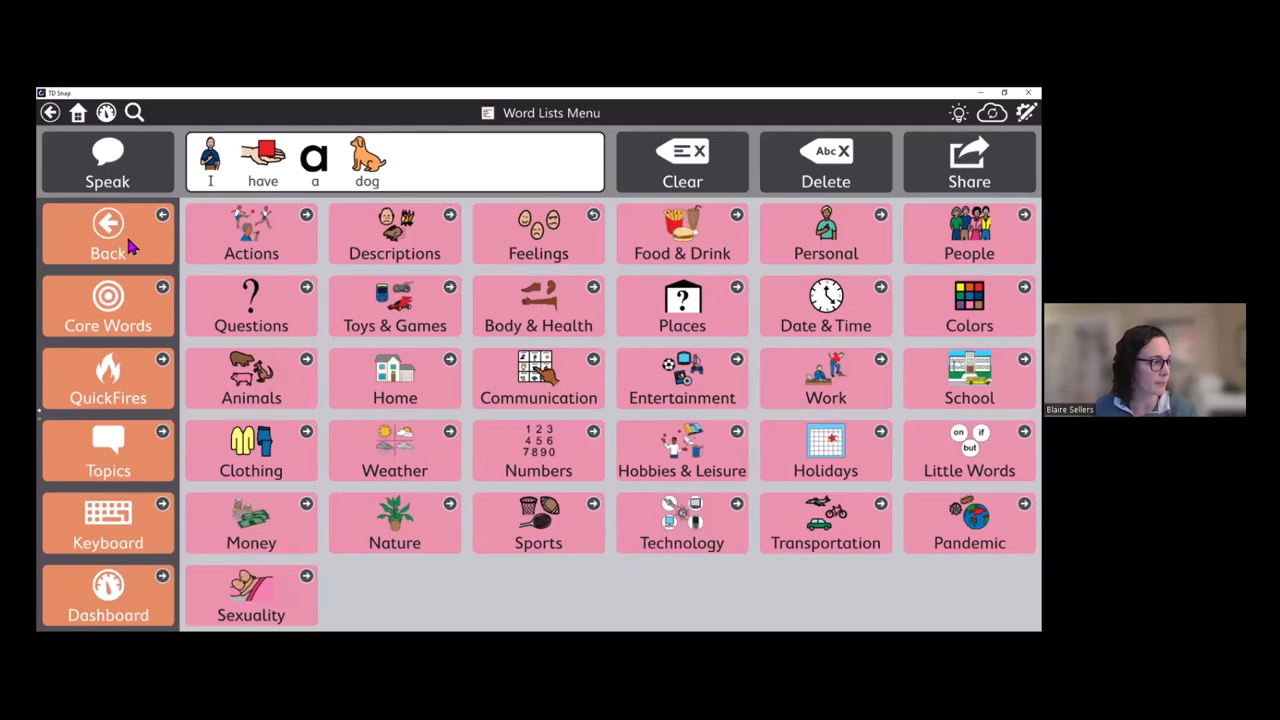 TD Snap
Word Lists Menu
Speak
I have a a dog
Clear
Abc X
Delete
Share
Back
Actions
Descriptions
Feelings
Food & Drink
Personal
People
Core Words
?
Questions
Toys & Games
Body & Health
?
Places
Date & Time
Colors
QuickFires
Animals
Home
Communication
Entertainment
Work
School
Topics
Clothing
Weather
1 2 3
4 5 6
7 8 9 0
Numbers
Hobbies & Leisure
Holidays
on if
but
Little Words
Keyboard
Money
Nature
Sports
Technology
Transportation
Pandemic
Dashboard
Sexuality
Blaire Sellers